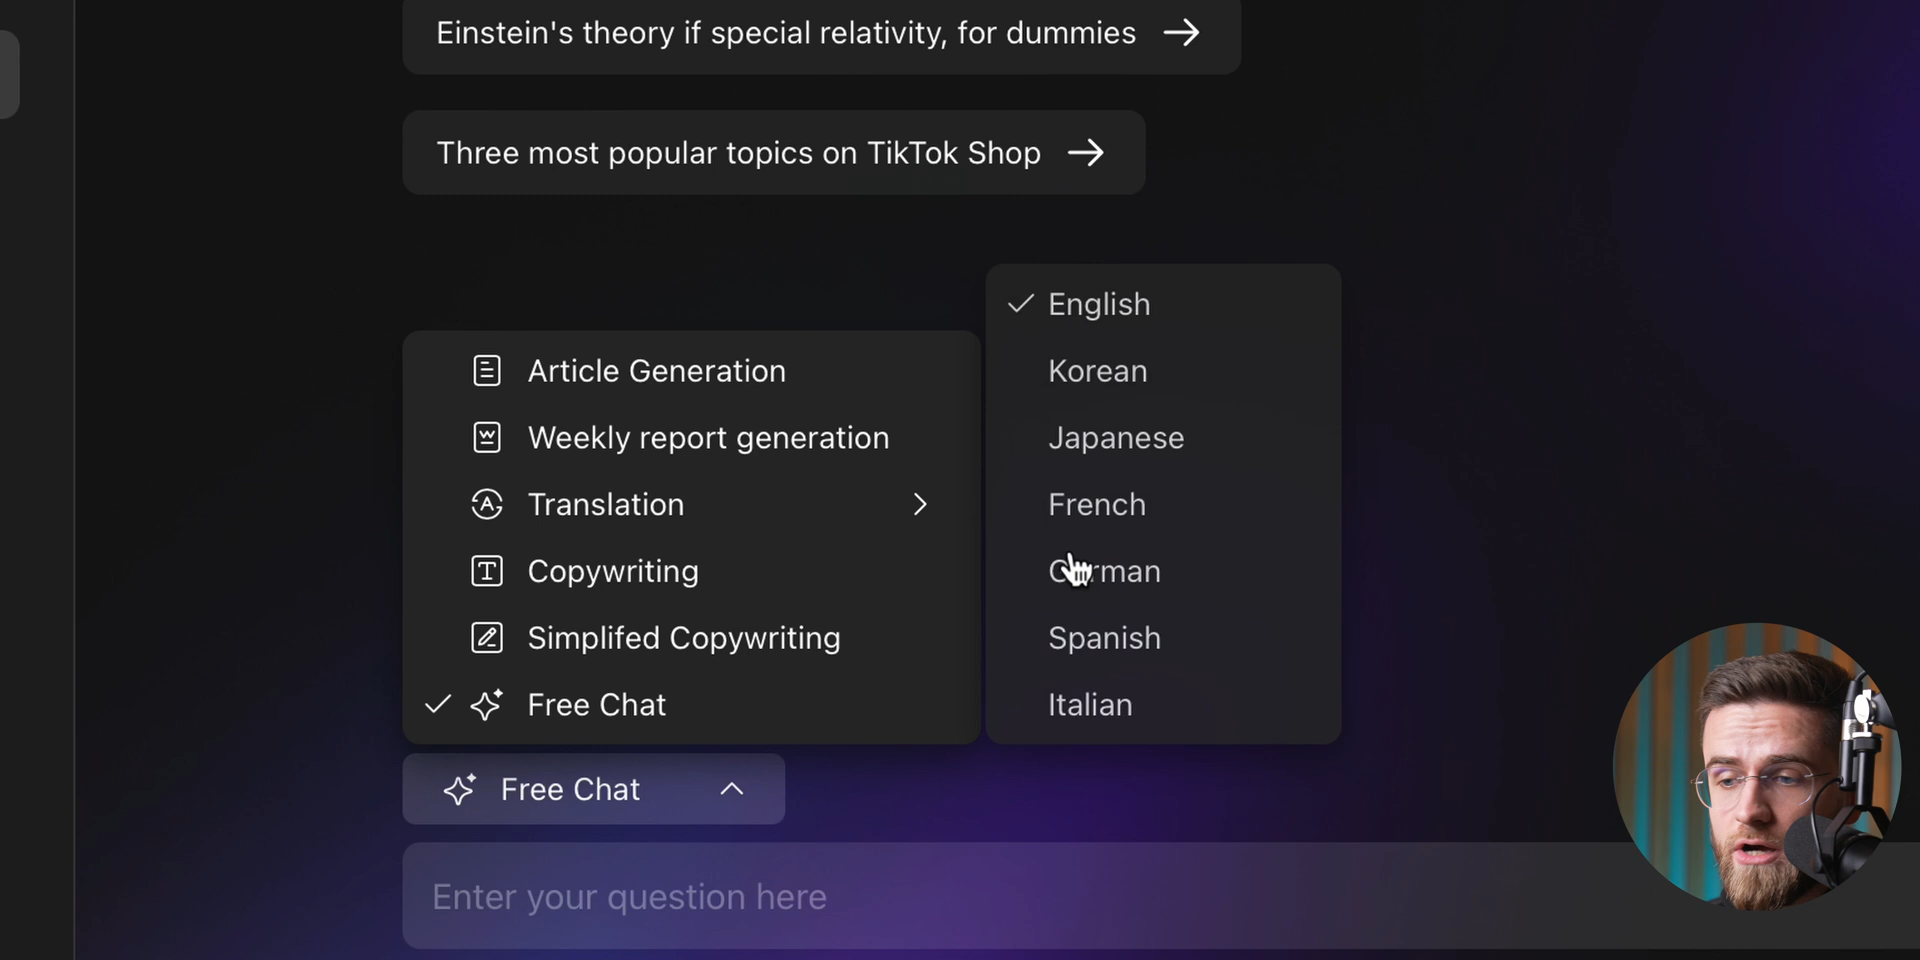 Einstein's theory if special relativity, for dummies
Three most popular topics on TikTok Shop
Article Generation
Weekly report generation
Translation
Copywriting
Simplifed Copywriting
Free Chat
English
Korean
Japanese
French
German
Spanish
Italian
Free Chat
Enter your question here